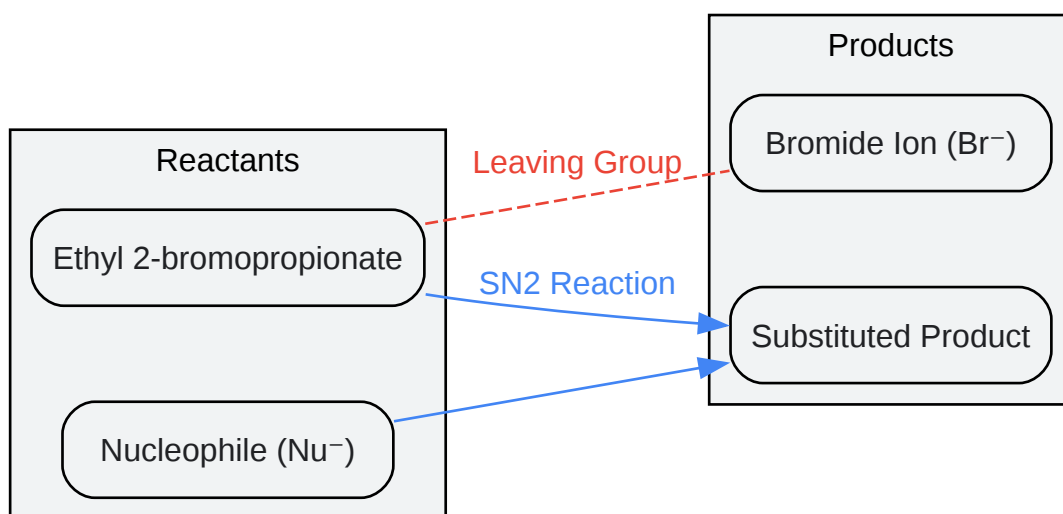 Products
Bromide Ion (Br⁻)
Reactants
Leaving Group
Ethyl 2-bromopropionate
SN2 Reaction
Substituted Product
Nucleophile (Nu⁻)